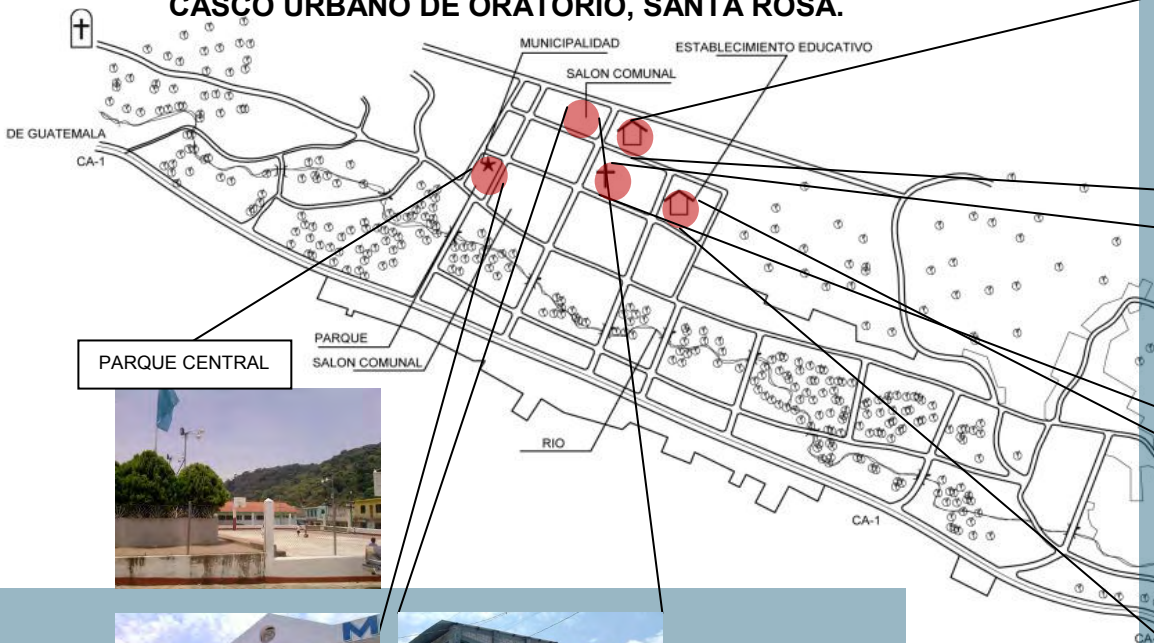 CASCO URBANO DE ORATORIO, SANTA ROSA.
MUNICIPALIDAD
ESTABLECIMIENTO EDUCATIVO
SALON COMUNAL
DE GUATEMALA
CA-1
PARQUE
SALON COMUNAL
PARQUE CENTRAL
RIO
CA-1
M